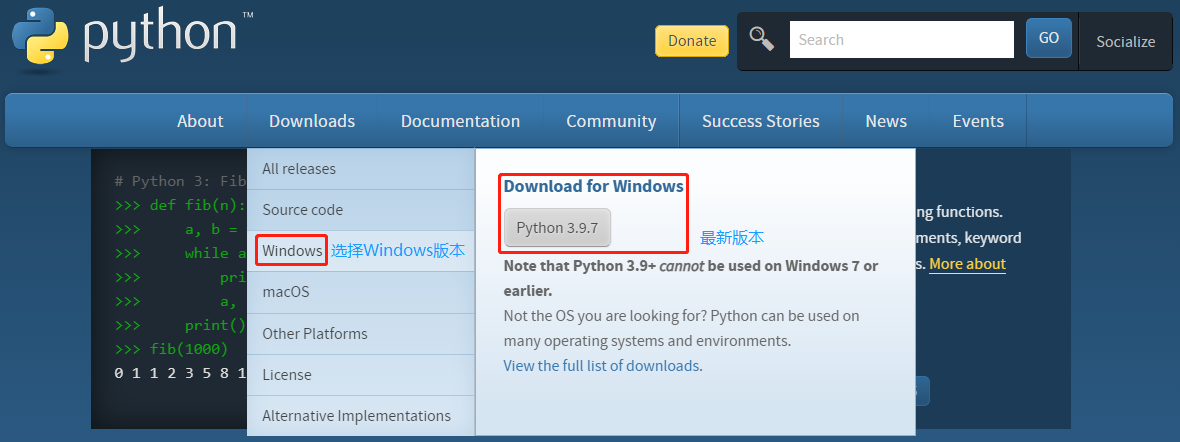 python™
Donate
Search
GO
Socialize
About
Downloads
Documentation
Community
Success Stories
News
Events
# Python 3: Fib
>>> def fib(n):
>>> a, b =
>>> while a
>>> pri
>>> a,
>>> print()
>>> fib(1000)
0 1 1 2 3 5 8 1
All releases
Source code
Windows 选择Windows版本
macOS
Other Platforms
License
Alternative Implementations
Download for Windows
Python 3.9.7
最新版本
Note that Python 3.9+ cannot be used on Windows 7 or
earlier.
Not the OS you are looking for? Python can be used on
many operating systems and environments.
View the full list of downloads.
ng functions.
ments, keyword
s. More about